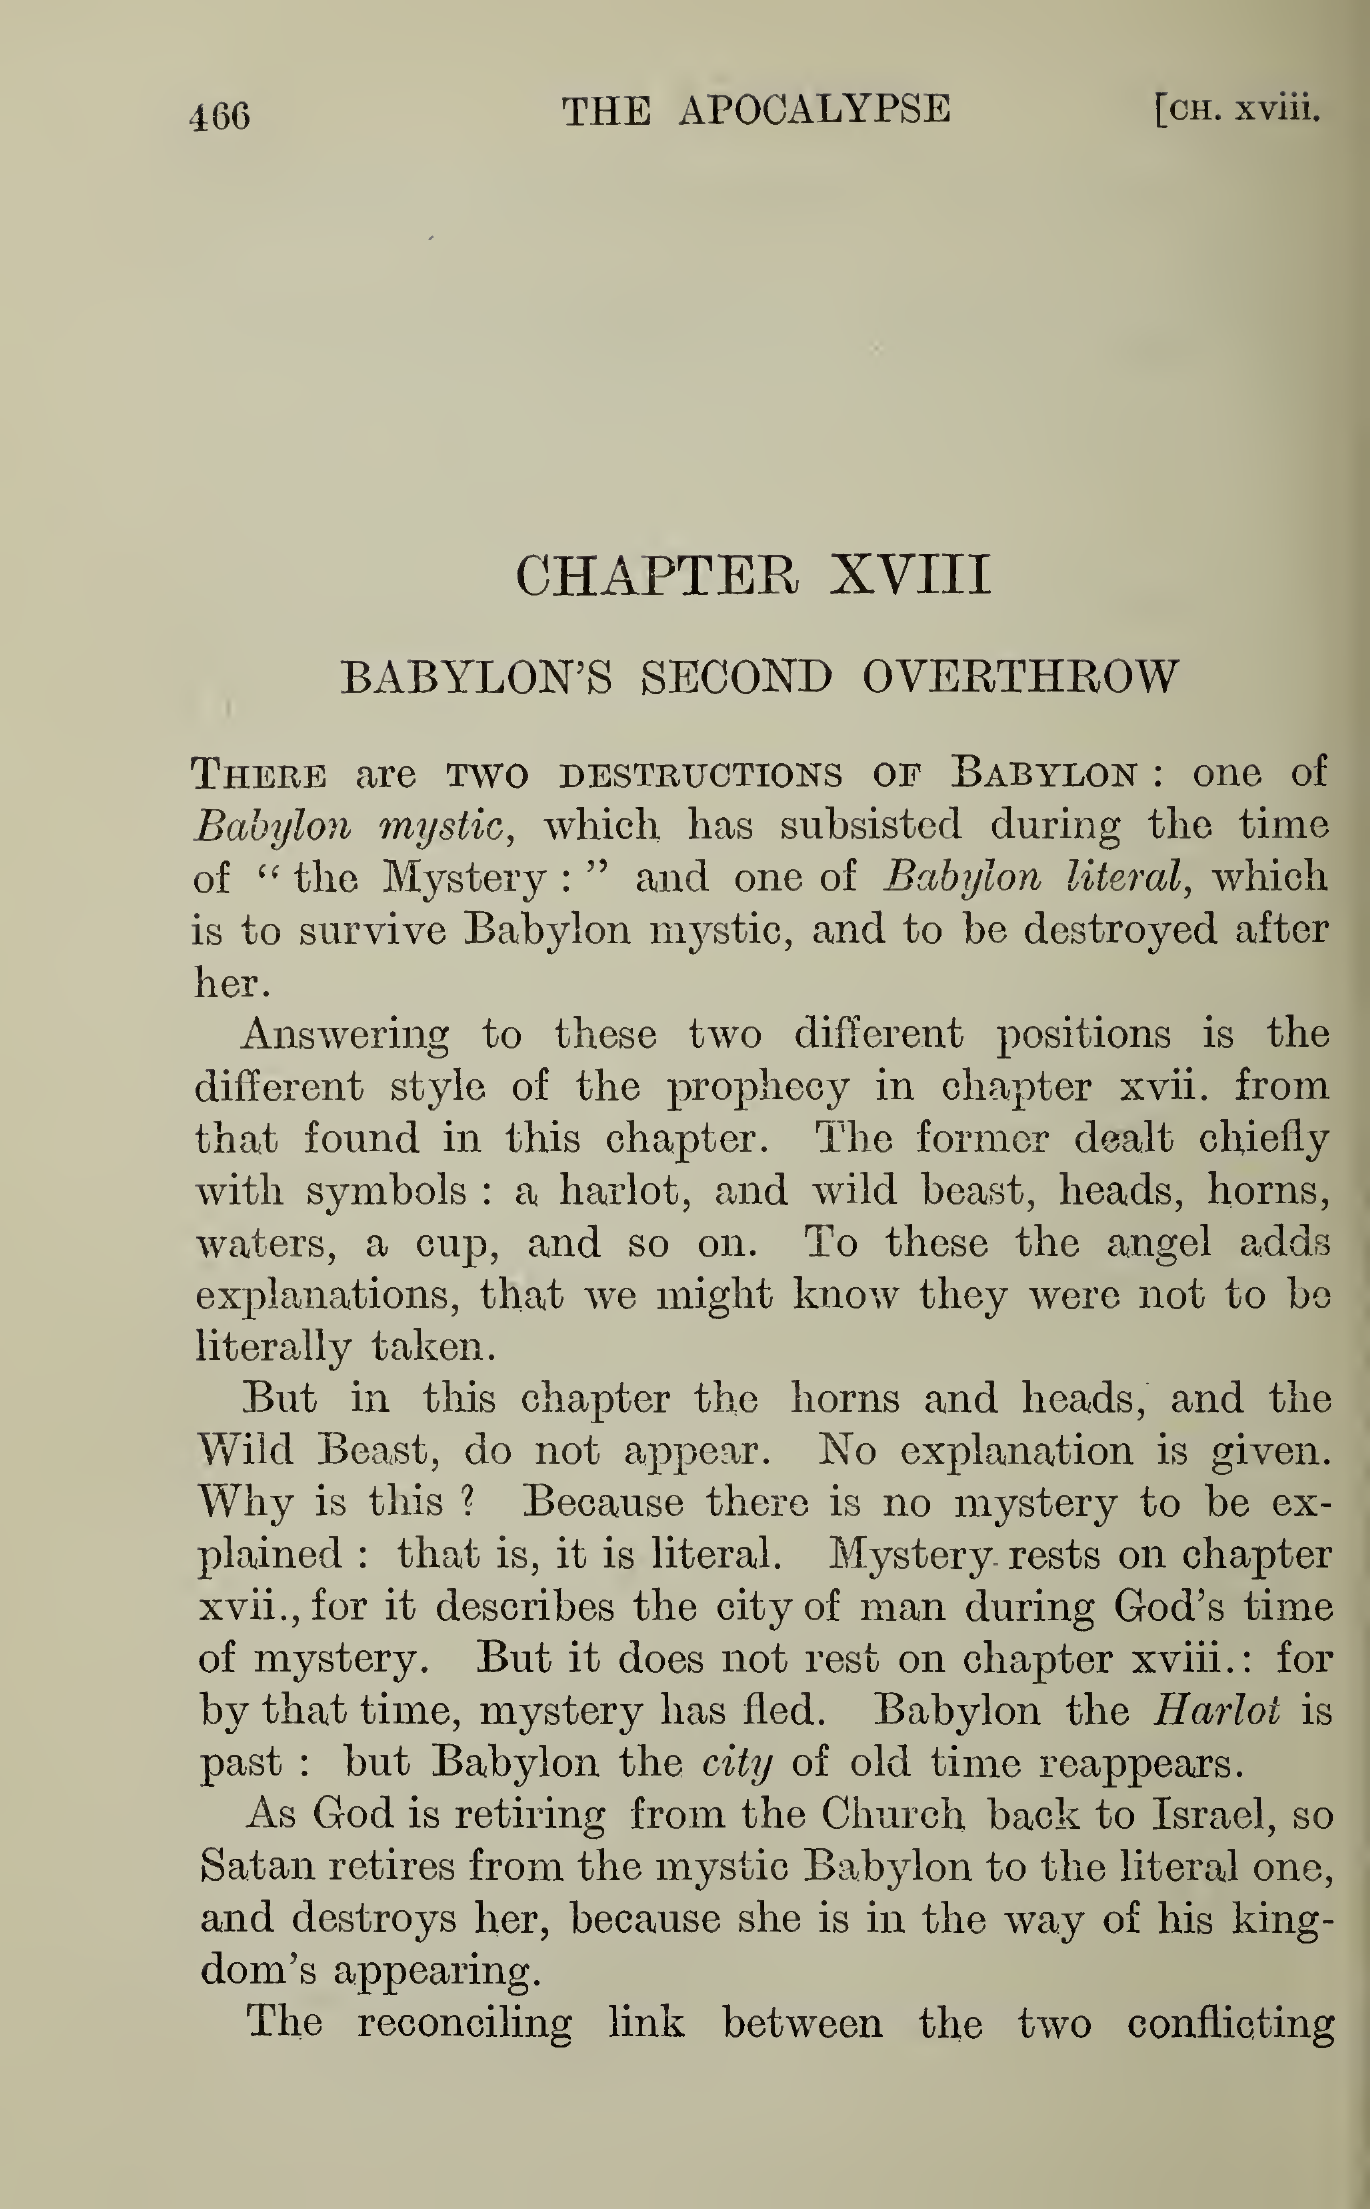 466 THE APOCALYPSE [CH. xviii.
CHAPTER XVIII
BABYLON'S SECOND OVERTHROW
THERE are TWO DESTRUCTIONS OF BABYLON : one of
Babylon mystic, which has subsisted during the time
of “ the Mystery : ” and one of Babylon literal, which
is to survive Babylon mystic, and to be destroyed after
her.
Answering to these two different positions is the
different style of the prophecy in chapter xvii. from
that found in this chapter. The former dealt chiefly
with symbols : a harlot, and wild beast, heads, horns,
waters, a cup, and so on. To these the angel adds
explanations, that we might know they were not to be
literally taken.
But in this chapter the horns and heads, and the
Wild Beast, do not appear. No explanation is given.
Why is this ? Because there is no mystery to be ex-
plained : that is, it is literal. Mystery rests on chapter
xvii., for it describes the city of man during God's time
of mystery. But it does not rest on chapter xviii.: for
by that time, mystery has fled. Babylon the Harlot is
past : but Babylon the city of old time reappears.
As God is retiring from the Church back to Israel, so
Satan retires from the mystic Babylon to the literal one,
and destroys her, because she is in the way of his king-
dom's appearing.
The reconciling link between the two conflicting